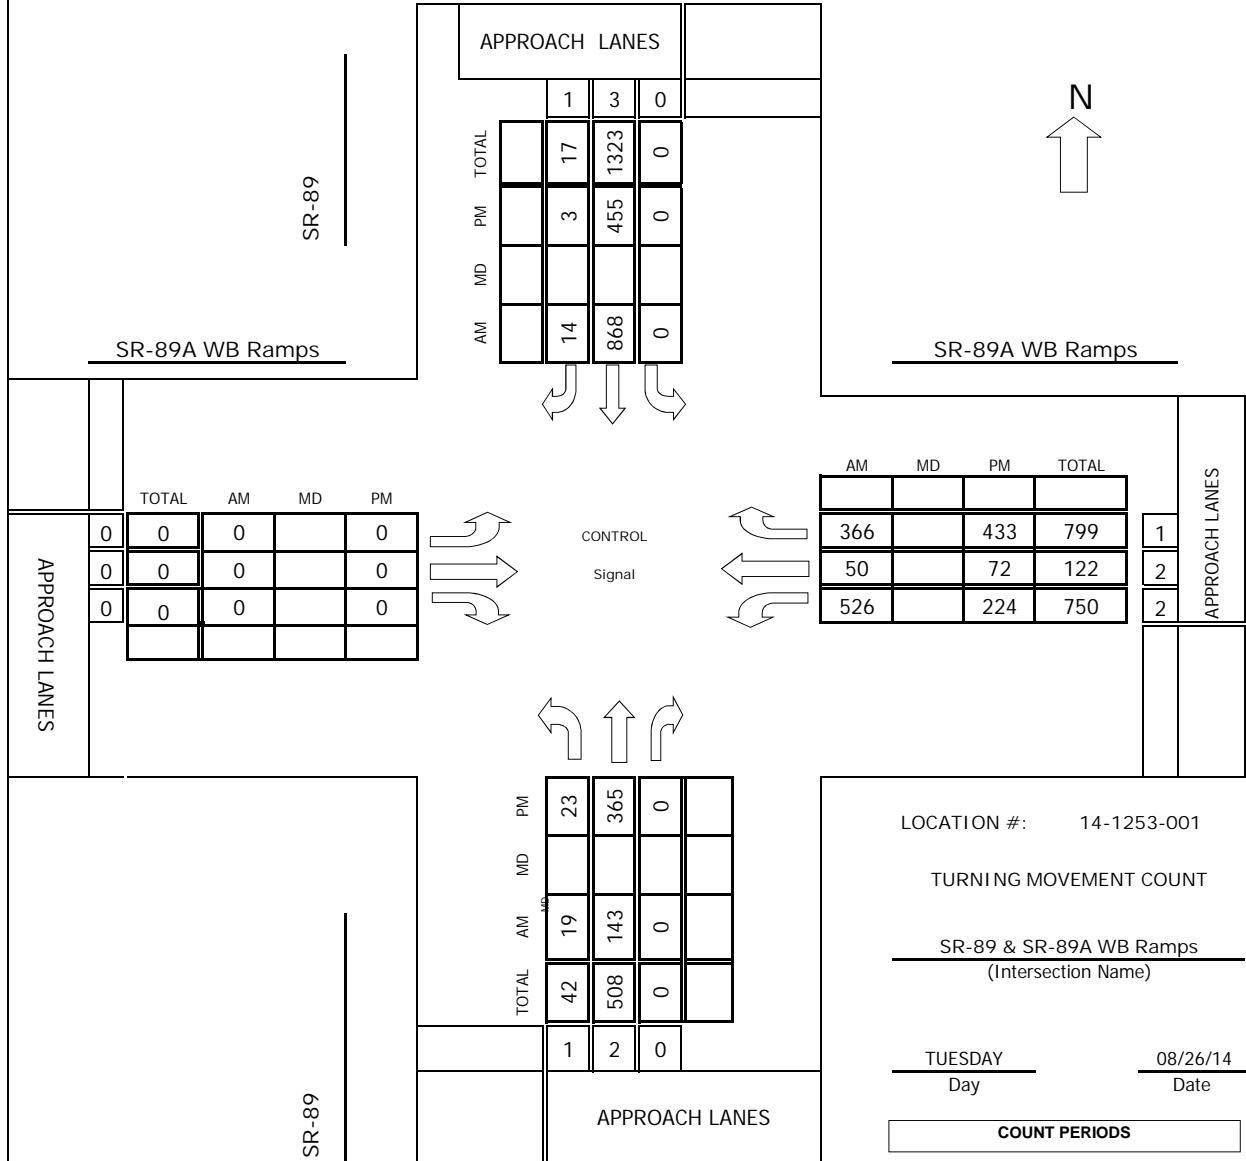 APPROACH LANES
1 3 0
TOTAL 17 1323 0
PM 3 455 0
MD
AM 14 868 0
N
SR-89
SR-89A WB Ramps
SR-89A WB Ramps
AM MD PM TOTAL
366 433 799 1
50 72 122 2
526 224 750 2
APPROACH LANES
TOTAL AM MD PM
0 0 0 0
0 0 0 0
0 0 0 0
APPROACH LANES
CONTROL
Signal
PM 23 365 0
MD
MD
AM 19 143 0
TOTAL 42 508 0
1 2 0
APPROACH LANES
SR-89
LOCATION #: 14-1253-001
TURNING MOVEMENT COUNT
SR-89 & SR-89A WB Ramps
(Intersection Name)
TUESDAY 08/26/14
Day Date
COUNT PERIODS